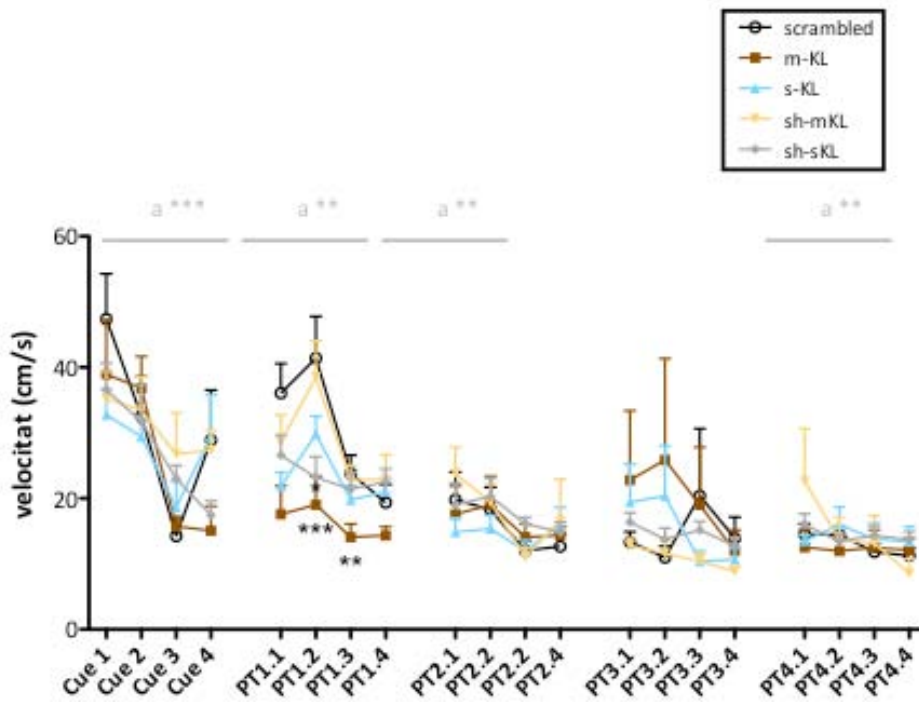 scrambled
m-KL
s-KL
sh-mKL
sh-sKL
a *** a ** a ** a **
60
40
20
0
velocitat (cm/s)
*
***
**
Cue 1 Cue 2 Cue 3 Cue 4 PT1.1 PT1.2 PT1.3 PT1.4 PT2.1 PT2.2 PT2.2 PT2.4 PT3.1 PT3.2 PT3.3 PT3.4 PT4.1 PT4.2 PT4.3 PT4.4